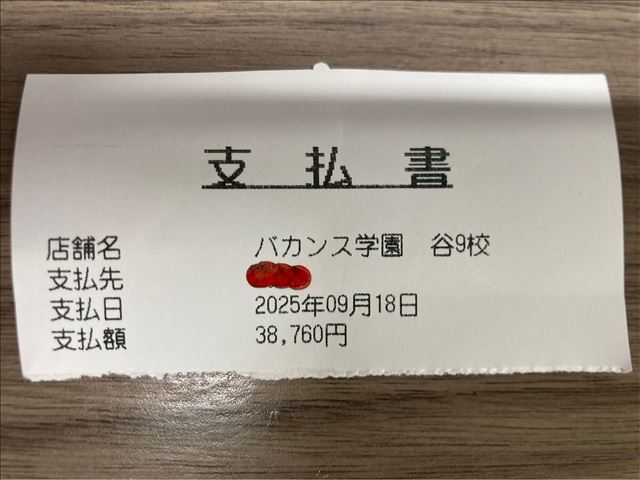 支払書
店舗名 バカンス学園 谷9校
支払先
支払日 2025年09月18日
支払額 38,760円